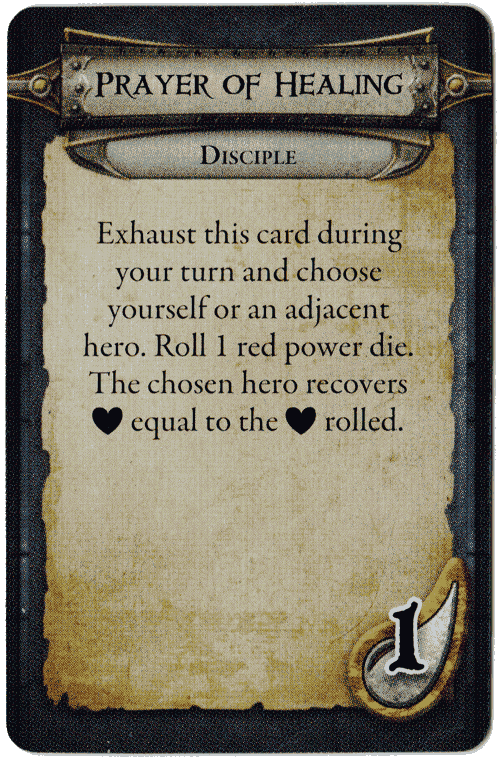 Prayer of Healing
Disciple
Exhaust this card during
your turn and choose
yourself or an adjacent
hero. Roll 1 red power die.
The chosen hero recovers
♥ equal to the ♥ rolled.
1